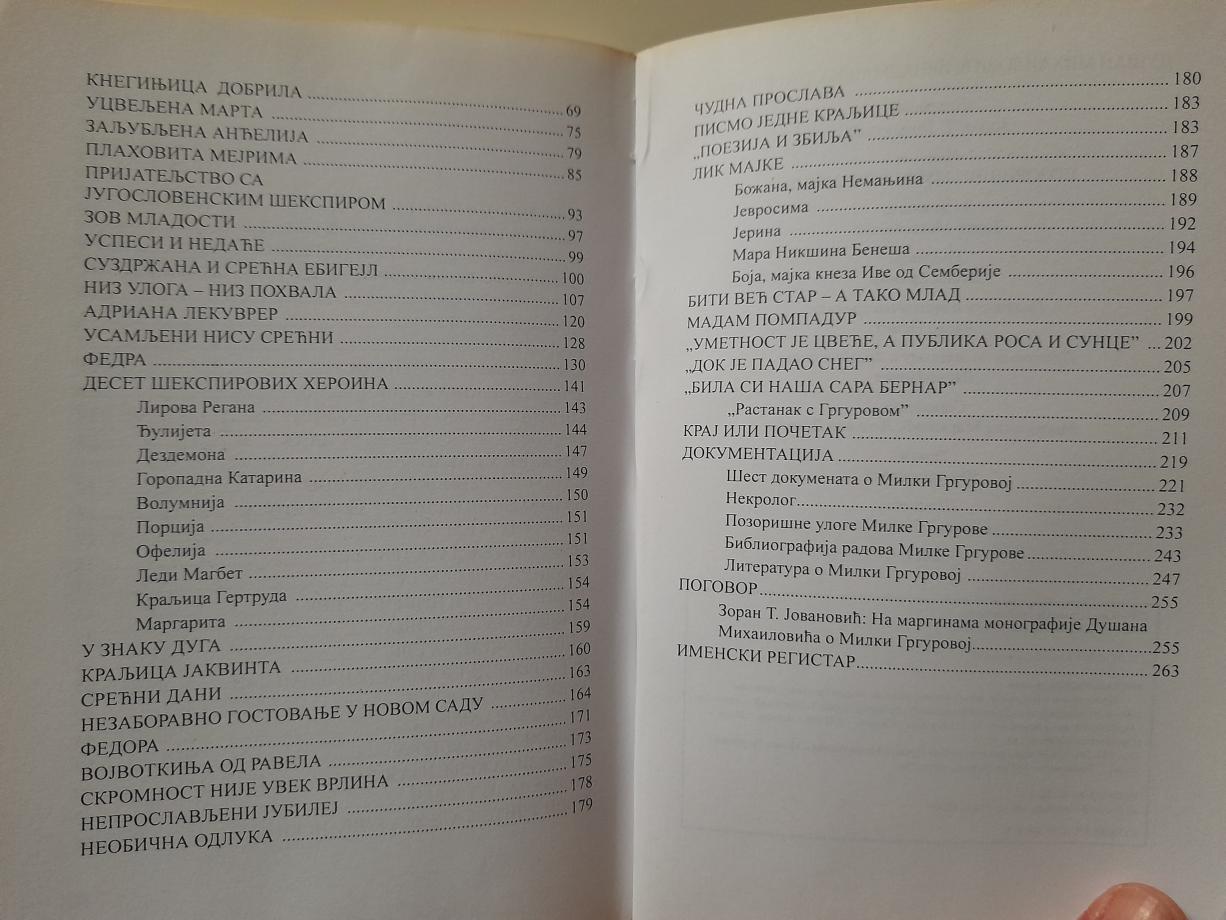 КНЕГИЊИЦА ДОБРИЛА ........ 69
УЦВЕЉЕНА МАРТА ........ 75
ЗАЉУБЉЕНА АНЂЕЛИЈА ........ 79
ПЛАХОВИТА МЕЈРИМА ........ 85
ПРИЈАТЕЉСТВО СА
ЈУГОСЛОВЕНСКИМ ШЕКСПИРОМ ........ 93
ЗОВ МЛАДОСТИ ........ 97
УСПЕСИ И НЕДАЋЕ ........ 99
СУЗДРЖАНА И СРЕЋНА ЕБИГЕЈЛ ........ 100
НИЗ УЛОГА – НИЗ ПОХВАЛА ........ 107
АДРИАНА ЛЕКУВРЕР ........ 120
УСАМЉЕНИ НИСУ СРЕЋНИ ........ 128
ФЕДРА ........ 130
ДЕСЕТ ШЕКСПИРОВИХ ХЕРОИНА ........ 141
Лирова Регана ........ 143
Ђулијета ........ 144
Дездемона ........ 147
Горопадна Катарина ........ 149
Волумнија ........ 150
Порција ........ 151
Офелија ........ 151
Леди Магбет ........ 153
Краљица Гертруда ........ 154
Маргарита ........ 154
У ЗНАКУ ДУГА ........ 159
КРАЉИЦА ЈАКВИНТА ........ 160
СРЕЋНИ ДАНИ ........ 163
НЕЗАБОРАВНО ГОСТОВАЊЕ У НОВОМ САДУ ........ 164
ФЕДОРА ........ 171
ВОЈВОТКИЊА ОД РАВЕЛА ........ 173
СКРОМНОСТ НИЈЕ УВЕК ВРЛИНА ........ 175
НЕПРОСЛАВЉЕНИ ЈУБИЛЕЈ ........ 178
НЕОБИЧНА ОДЛУКА ........ 179
ЧУДНА ПРОСЛАВА ........ 180
ПИСМО ЈЕДНЕ КРАЉИЦЕ ........ 183
„ПОЕЗИЈА И ЗБИЉА” ........ 183
ЛИК МАЈКЕ ........ 187
Божана, мајка Немањина ........ 188
Јевросима ........ 189
Јерина ........ 192
Мара Никшина Бенеша ........ 194
Боја, мајка кнеза Иве од Семберије ........ 196
БИТИ ВЕЋ СТАР – А ТАКО МЛАД ........ 197
МАДАМ ПОМПАДУР ........ 199
„УМЕТНОСТ ЈЕ ЦВЕЋЕ, А ПУБЛИКА РОСА И СУНЦЕ” ... 202
„ДОК ЈЕ ПАДАО СНЕГ” ........ 205
„БИЛА СИ НАША САРА БЕРНАР” ........ 207
„Растанак с Гргуровом” ........ 209
КРАЈ ИЛИ ПОЧЕТАК ........ 211
ДОКУМЕНТАЦИЈА ........ 219
Шест докумената о Милки Гргуровој ........ 221
Некролог ........ 232
Позоришне улоге Милке Гргурове ........ 233
Библиографија радова Милке Гргурове ........ 243
Литература о Милки Гргуровој ........ 247
ПОГОВОР ........ 255
Зоран Т. Јовановић: На маргинама монографије Душана
Михаиловића о Милки Гргуровој ........ 255
ИМЕНСКИ РЕГИСТАР ........ 263